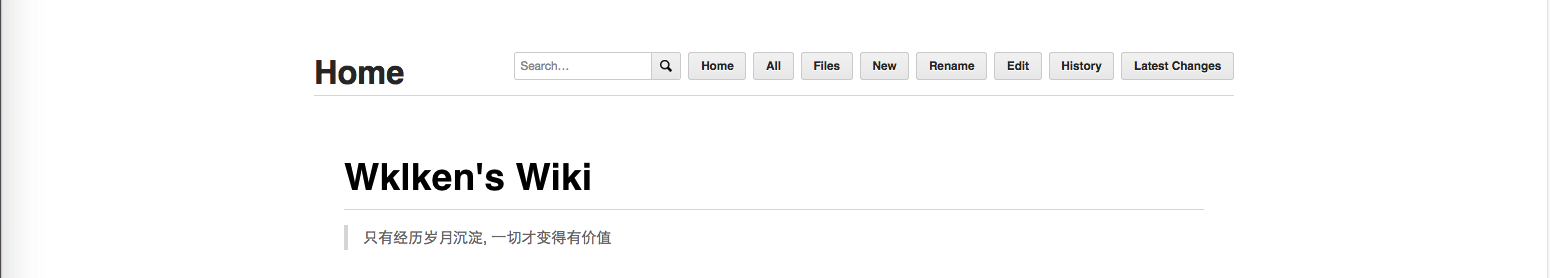 Home
Search...
Home
All
Files
New
Rename
Edit
History
Latest Changes
Wklken's Wiki
只有经历岁月沉淀, 一切才变得有价值